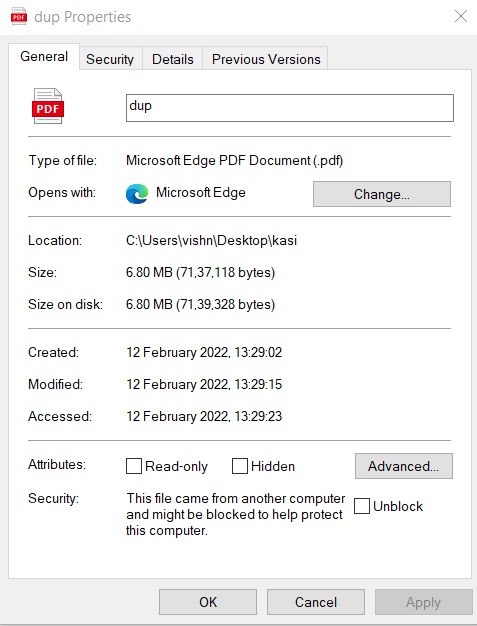 dup Properties
General Security Details Previous Versions
PDF
dup
Type of file: Microsoft Edge PDF Document (.pdf)
Opens with: Microsoft Edge Change...
Location: C:\Users\vishn\Desktop\kasi
Size: 6.80 MB (71,37,118 bytes)
Size on disk: 6.80 MB (71,39,328 bytes)
Created: 12 February 2022, 13:29:02
Modified: 12 February 2022, 13:29:15
Accessed: 12 February 2022, 13:29:23
Attributes: Read-only Hidden Advanced...
Security: This file came from another computer
and might be blocked to help protect
this computer.
Unblock
OK Cancel Apply